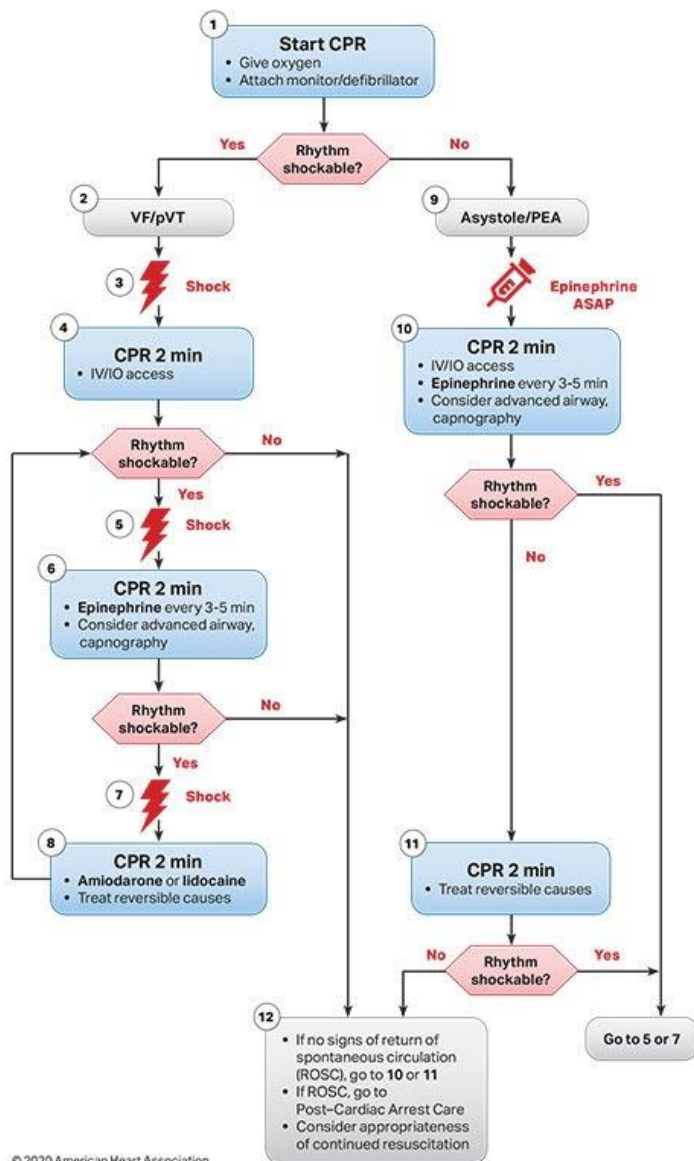 1
Start CPR
• Give oxygen
• Attach monitor/defibrillator
Rhythm
shockable?
Yes
No
2
VF/pVT
3
Shock
4
CPR 2 min
• IV/IO access
Rhythm
shockable?
No
Yes
5
Shock
6
CPR 2 min
• Epinephrine every 3-5 min
• Consider advanced airway,
capnography
Rhythm
shockable?
No
Yes
7
Shock
8
CPR 2 min
• Amiodarone or lidocaine
• Treat reversible causes
9
Asystole/PEA
Epinephrine
ASAP
10
CPR 2 min
• IV/IO access
• Epinephrine every 3-5 min
• Consider advanced airway,
capnography
Rhythm
shockable?
Yes
No
11
CPR 2 min
• Treat reversible causes
Rhythm
shockable?
No
Yes
12
• If no signs of return of
spontaneous circulation
(ROSC), go to 10 or 11
• If ROSC, go to
Post–Cardiac Arrest Care
• Consider appropriateness
of continued resuscitation
Go to 5 or 7
© 2020 American Heart Association